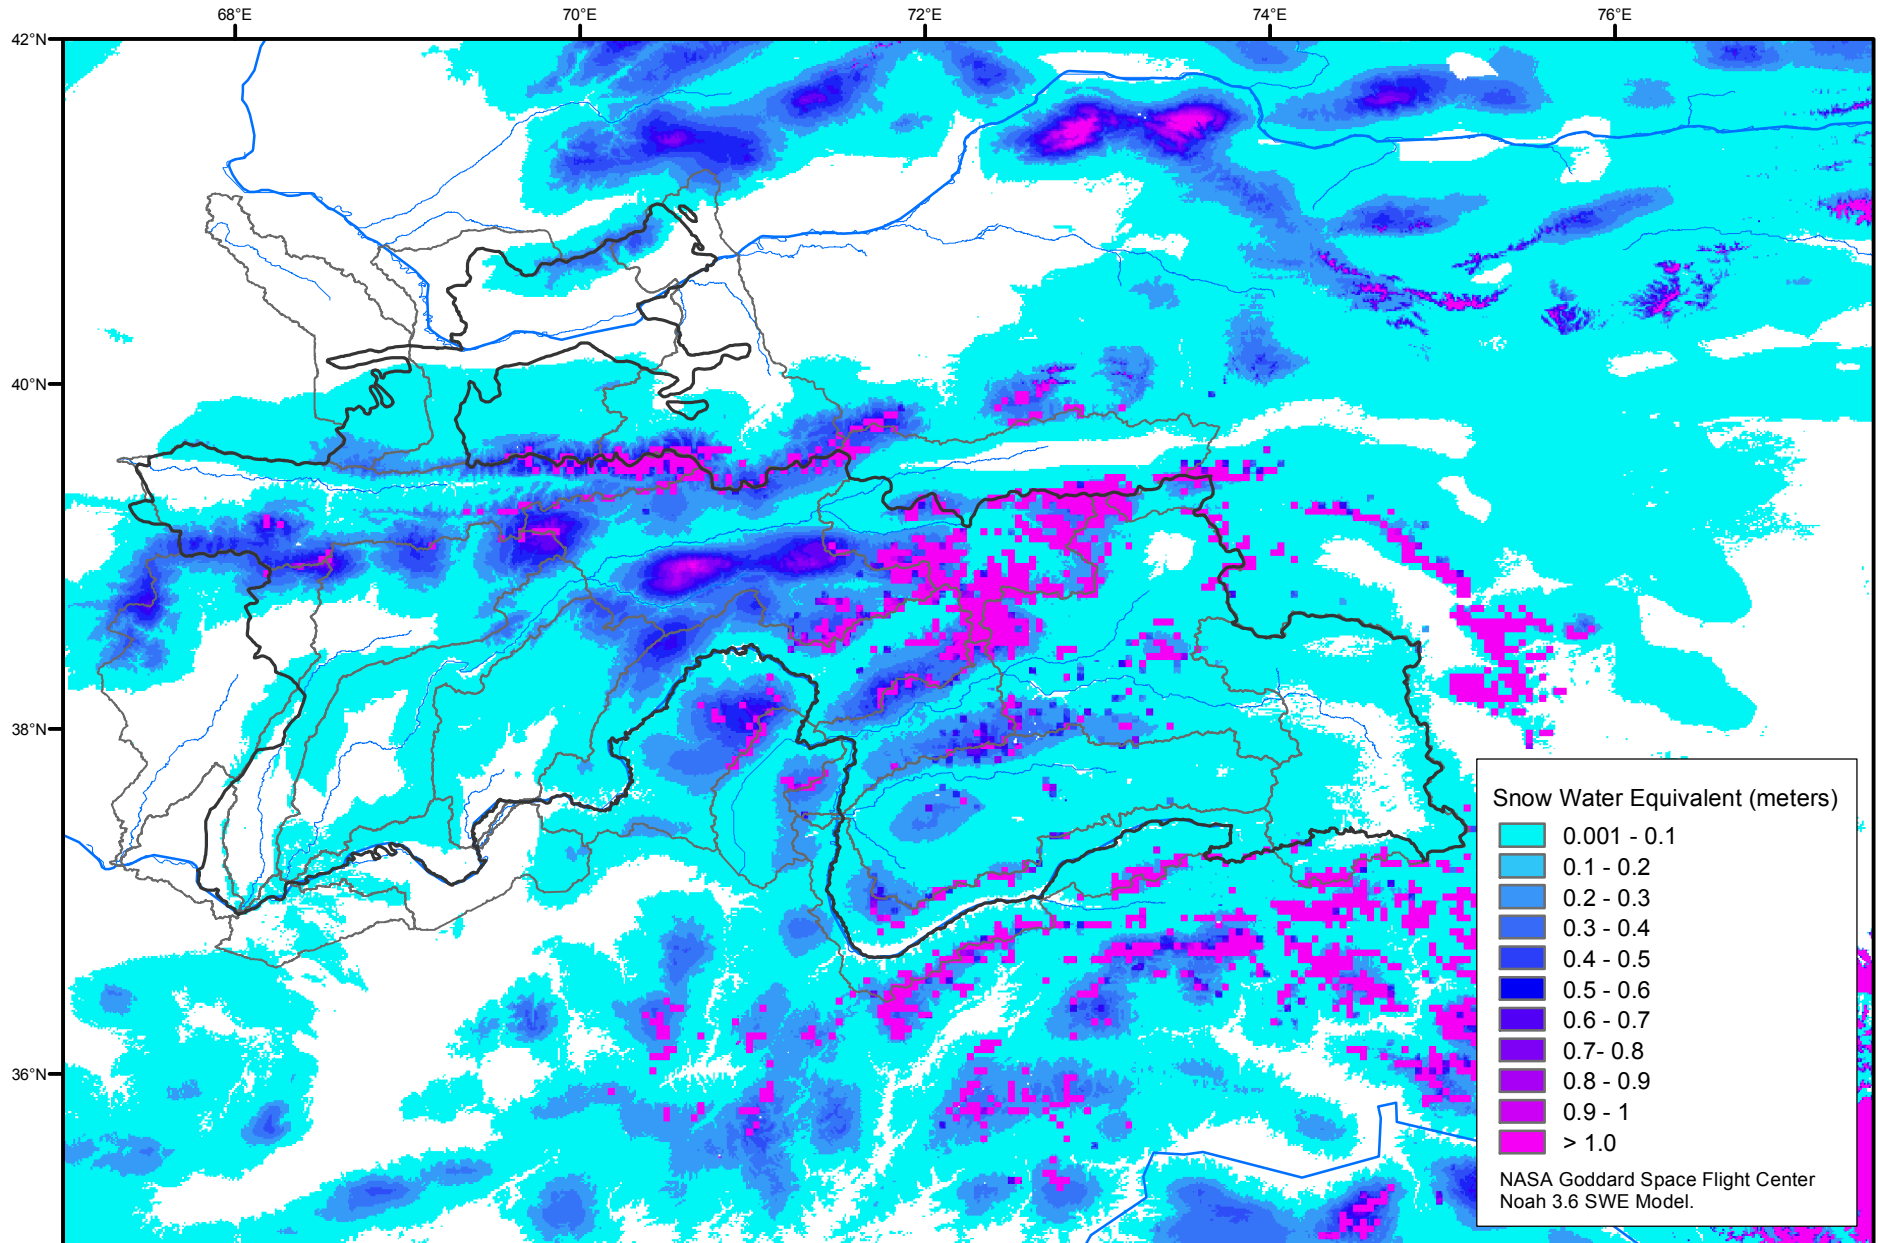 68°E 70°E 72°E 74°E 76°E
42°N
40°N
38°N
36°N
Snow Water Equivalent (meters)
0.001 - 0.1
0.1 - 0.2
0.2 - 0.3
0.3 - 0.4
0.4 - 0.5
0.5 - 0.6
0.6 - 0.7
0.7- 0.8
0.8 - 0.9
0.9 - 1
> 1.0
NASA Goddard Space Flight Center
Noah 3.6 SWE Model.